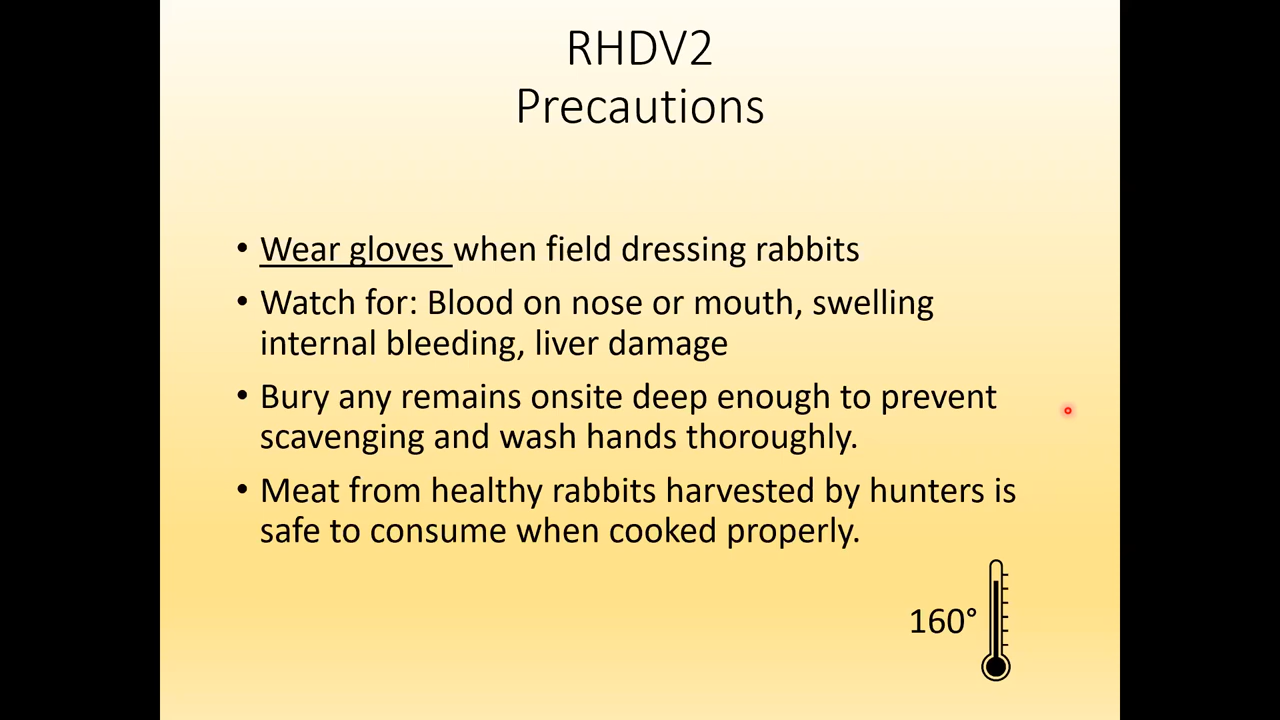 RHDV2
Precautions
• Wear gloves when field dressing rabbits
• Watch for: Blood on nose or mouth, swelling
internal bleeding, liver damage
• Bury any remains onsite deep enough to prevent
scavenging and wash hands thoroughly.
• Meat from healthy rabbits harvested by hunters is
safe to consume when cooked properly.
160°